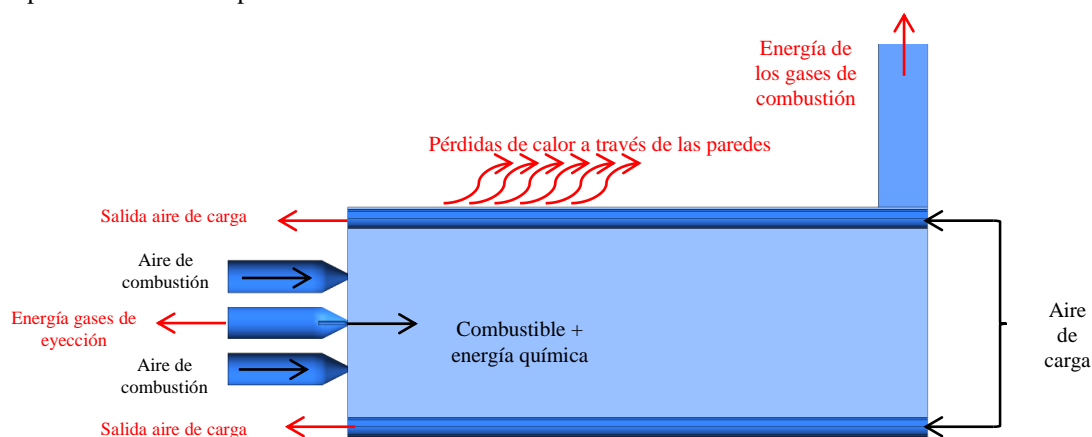 Energía de
los gases de
combustión
Pérdidas de calor a través de las paredes
Salida aire de carga
Aire de
combustión
Energía gases de
eyección
Combustible +
energía química
Aire
de
carga
Aire de
combustión
Salida aire de carga